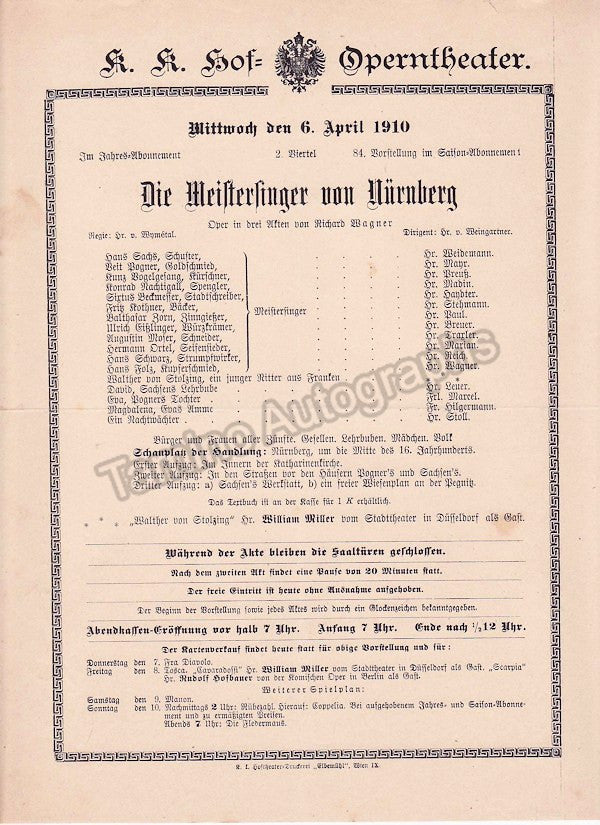 K. K. Hof= Operntheater.
Mittwoch den 6. April 1910
Im Jahres-Abonnement 2. Viertel 84. Vorstellung im Saison-Abonnement
Die Meistersinger von Nürnberg
Oper in drei Akten von Richard Wagner
Regie: Hr. v. Wymétal. Dirigent: Hr. v. Weingartner.
Hans Sachs, Schuster, Hr. Weidemann.
Veit Pogner, Goldschmied, Hr. Mayr.
Kunz Vogelgesang, Kürschner, Hr. Preuß.
Konrad Nachtigall, Spengler, Hr. Madin.
Sixtus Beckmesser, Stadtschreiber, Hr. Haydter.
Fritz Kothner, Bäcker, Hr. Stehmann.
Meistersinger
Balthasar Zorn, Zinngießer, Hr. Paul.
Ulrich Eißlinger, Würzkrämer, Hr. Breuer.
Augustin Moser, Schneider, Hr.
Hermann Ortel, Seifensieder, Hr. Marian.
Hans Schwarz, Strumpfwirker, Hr. Reich.
Hans Folz, Kupferschmied, Hr. Wagner.
Walther von Stolzing, ein junger Ritter aus Franken *
David, Sachsens Lehrbube Hr. Leuer.
Eva, Pogners Tochter Frl. Marcel.
Magdalena, Evas Amme Fr. Hilgermann.
Ein Nachtwächter Hr. Stoll.
Bürger und Frauen aller Zünfte. Gesellen. Lehrbuben. Mädchen. Volk
Schauplatz der Handlung: Nürnberg, um die Mitte des 16. Jahrhunderts.
Erster Aufzug: Im Innern der Katharinenkirche.
Zweiter Aufzug: In den Straßen vor den Häusern Pogner's und Sachsen's.
Dritter Aufzug: a) Sachsen's Werkstatt, b) ein freier Wiesenplan an der Pegnitz.
Das Textbuch ist an der Kasse für 1 K erhältlich.
* * * „Walther von Stolzing" Hr. William Miller vom Stadttheater in Düsseldorf als Gast.
Während der Akte bleiben die Saaltüren geschlossen.
Nach dem zweiten Akt findet eine Pause von 20 Minuten statt.
Der freie Eintritt ist heute ohne Ausnahme aufgehoben.
Der Beginn der Vorstellung sowie jedes Aktes wird durch ein Glockenzeichen bekanntgegeben.
Abendkassen-Eröffnung vor halb 7 Uhr. Anfang 7 Uhr. Ende nach ½12 Uhr.
Der Kartenverkauf findet heute statt für obige Vorstellung und für:
Donnerstag den 7. Fra Diavolo.
Freitag den 8. Tosca. „Cavaradossi" Hr. William Miller vom Stadttheater in Düsseldorf als Gast. „Scarpia"
Hr. Rudolf Hofbauer von der Komischen Oper in Berlin als Gast.
Weiterer Spielplan:
Samstag den 9. Manon.
Sonntag den 10. Nachmittags 2 Uhr: Rübezahl. Hierauf: Coppelia. Bei aufgehobenem Jahres- und Saison-Abonne-
ment und zu ermäßigten Preisen.
Abends 7 Uhr: Die Fledermaus.
K. k. Hoftheater-Druckerei „Elbemühl", Wien IX.
Tamino Autographs